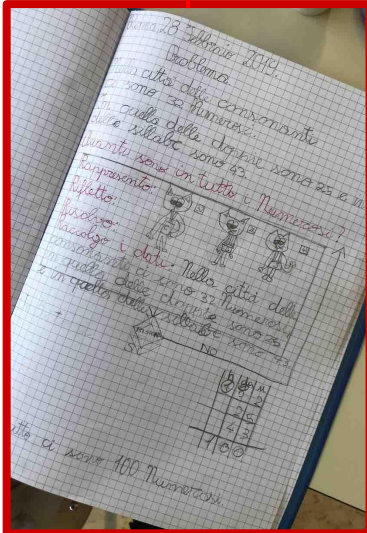 28 Febbraio 2019.
Problema
Nella città delle consonanti
ci sono 32 Numerosi.
In quella delle doppie sono 25 e in
delle sillabe sono 43.
Quanti sono in tutto i Numerosi?
Rappresento:
Rifletto:
Risolvo:
Raccolgo i dati: Nella città delle
consonanti ci sono 32 Numerosi
in quella delle doppie sono 25
e in quella delle sillabe sono 43.
NO
h da u
3 2
2 5
4 3
1 0 0
ci sono 100 Numerosi